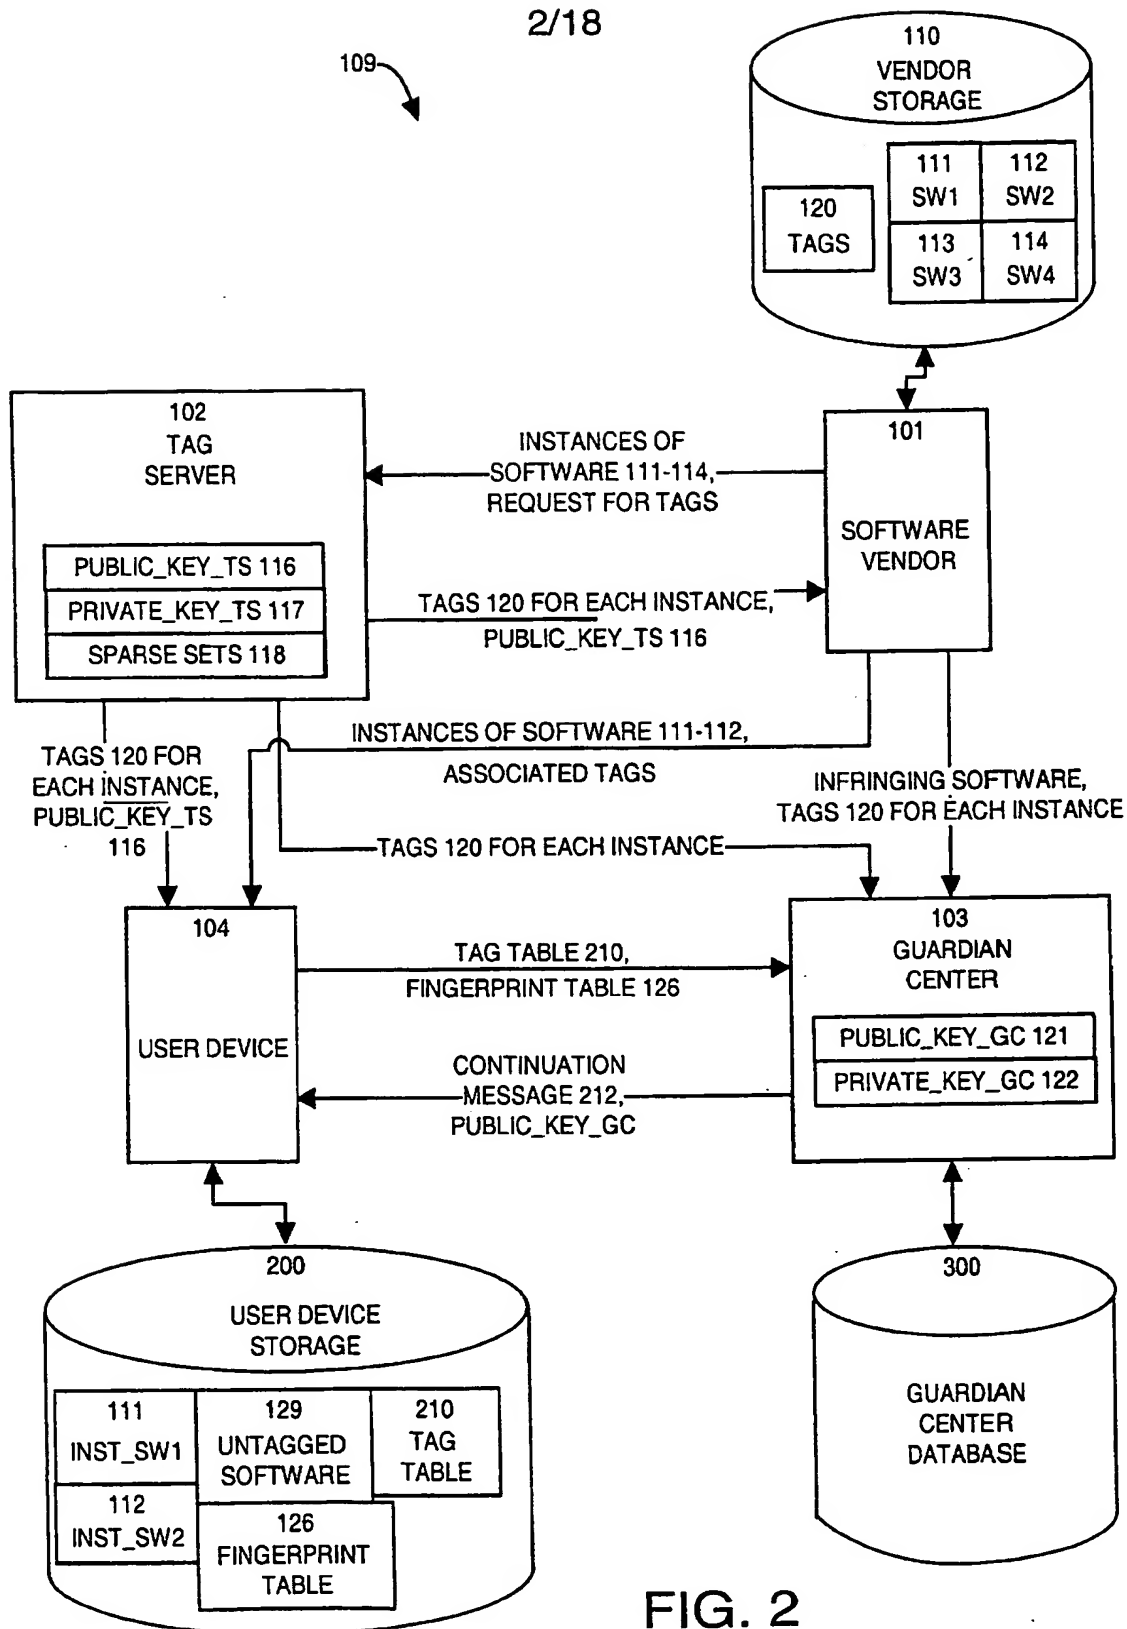 2/18
109
110
VENDOR
STORAGE
120
TAGS
111
SW1
112
SW2
113
SW3
114
SW4
102
TAG
SERVER
PUBLIC_KEY_TS 116
PRIVATE_KEY_TS 117
SPARSE SETS 118
INSTANCES OF
SOFTWARE 111-114,
REQUEST FOR TAGS
101
SOFTWARE
VENDOR
TAGS 120 FOR EACH INSTANCE,
PUBLIC_KEY_TS 116
TAGS 120 FOR
EACH INSTANCE,
PUBLIC_KEY_TS
116
INSTANCES OF SOFTWARE 111-112,
ASSOCIATED TAGS
INFRINGING SOFTWARE,
TAGS 120 FOR EACH INSTANCE
TAGS 120 FOR EACH INSTANCE
104
USER DEVICE
TAG TABLE 210,
FINGERPRINT TABLE 126
CONTINUATION
MESSAGE 212,
PUBLIC_KEY_GC
103
GUARDIAN
CENTER
PUBLIC_KEY_GC 121
PRIVATE_KEY_GC 122
200
USER DEVICE
STORAGE
111
INST_SW1
112
INST_SW2
129
UNTAGGED
SOFTWARE
210
TAG
TABLE
126
FINGERPRINT
TABLE
300
GUARDIAN
CENTER
DATABASE
FIG. 2